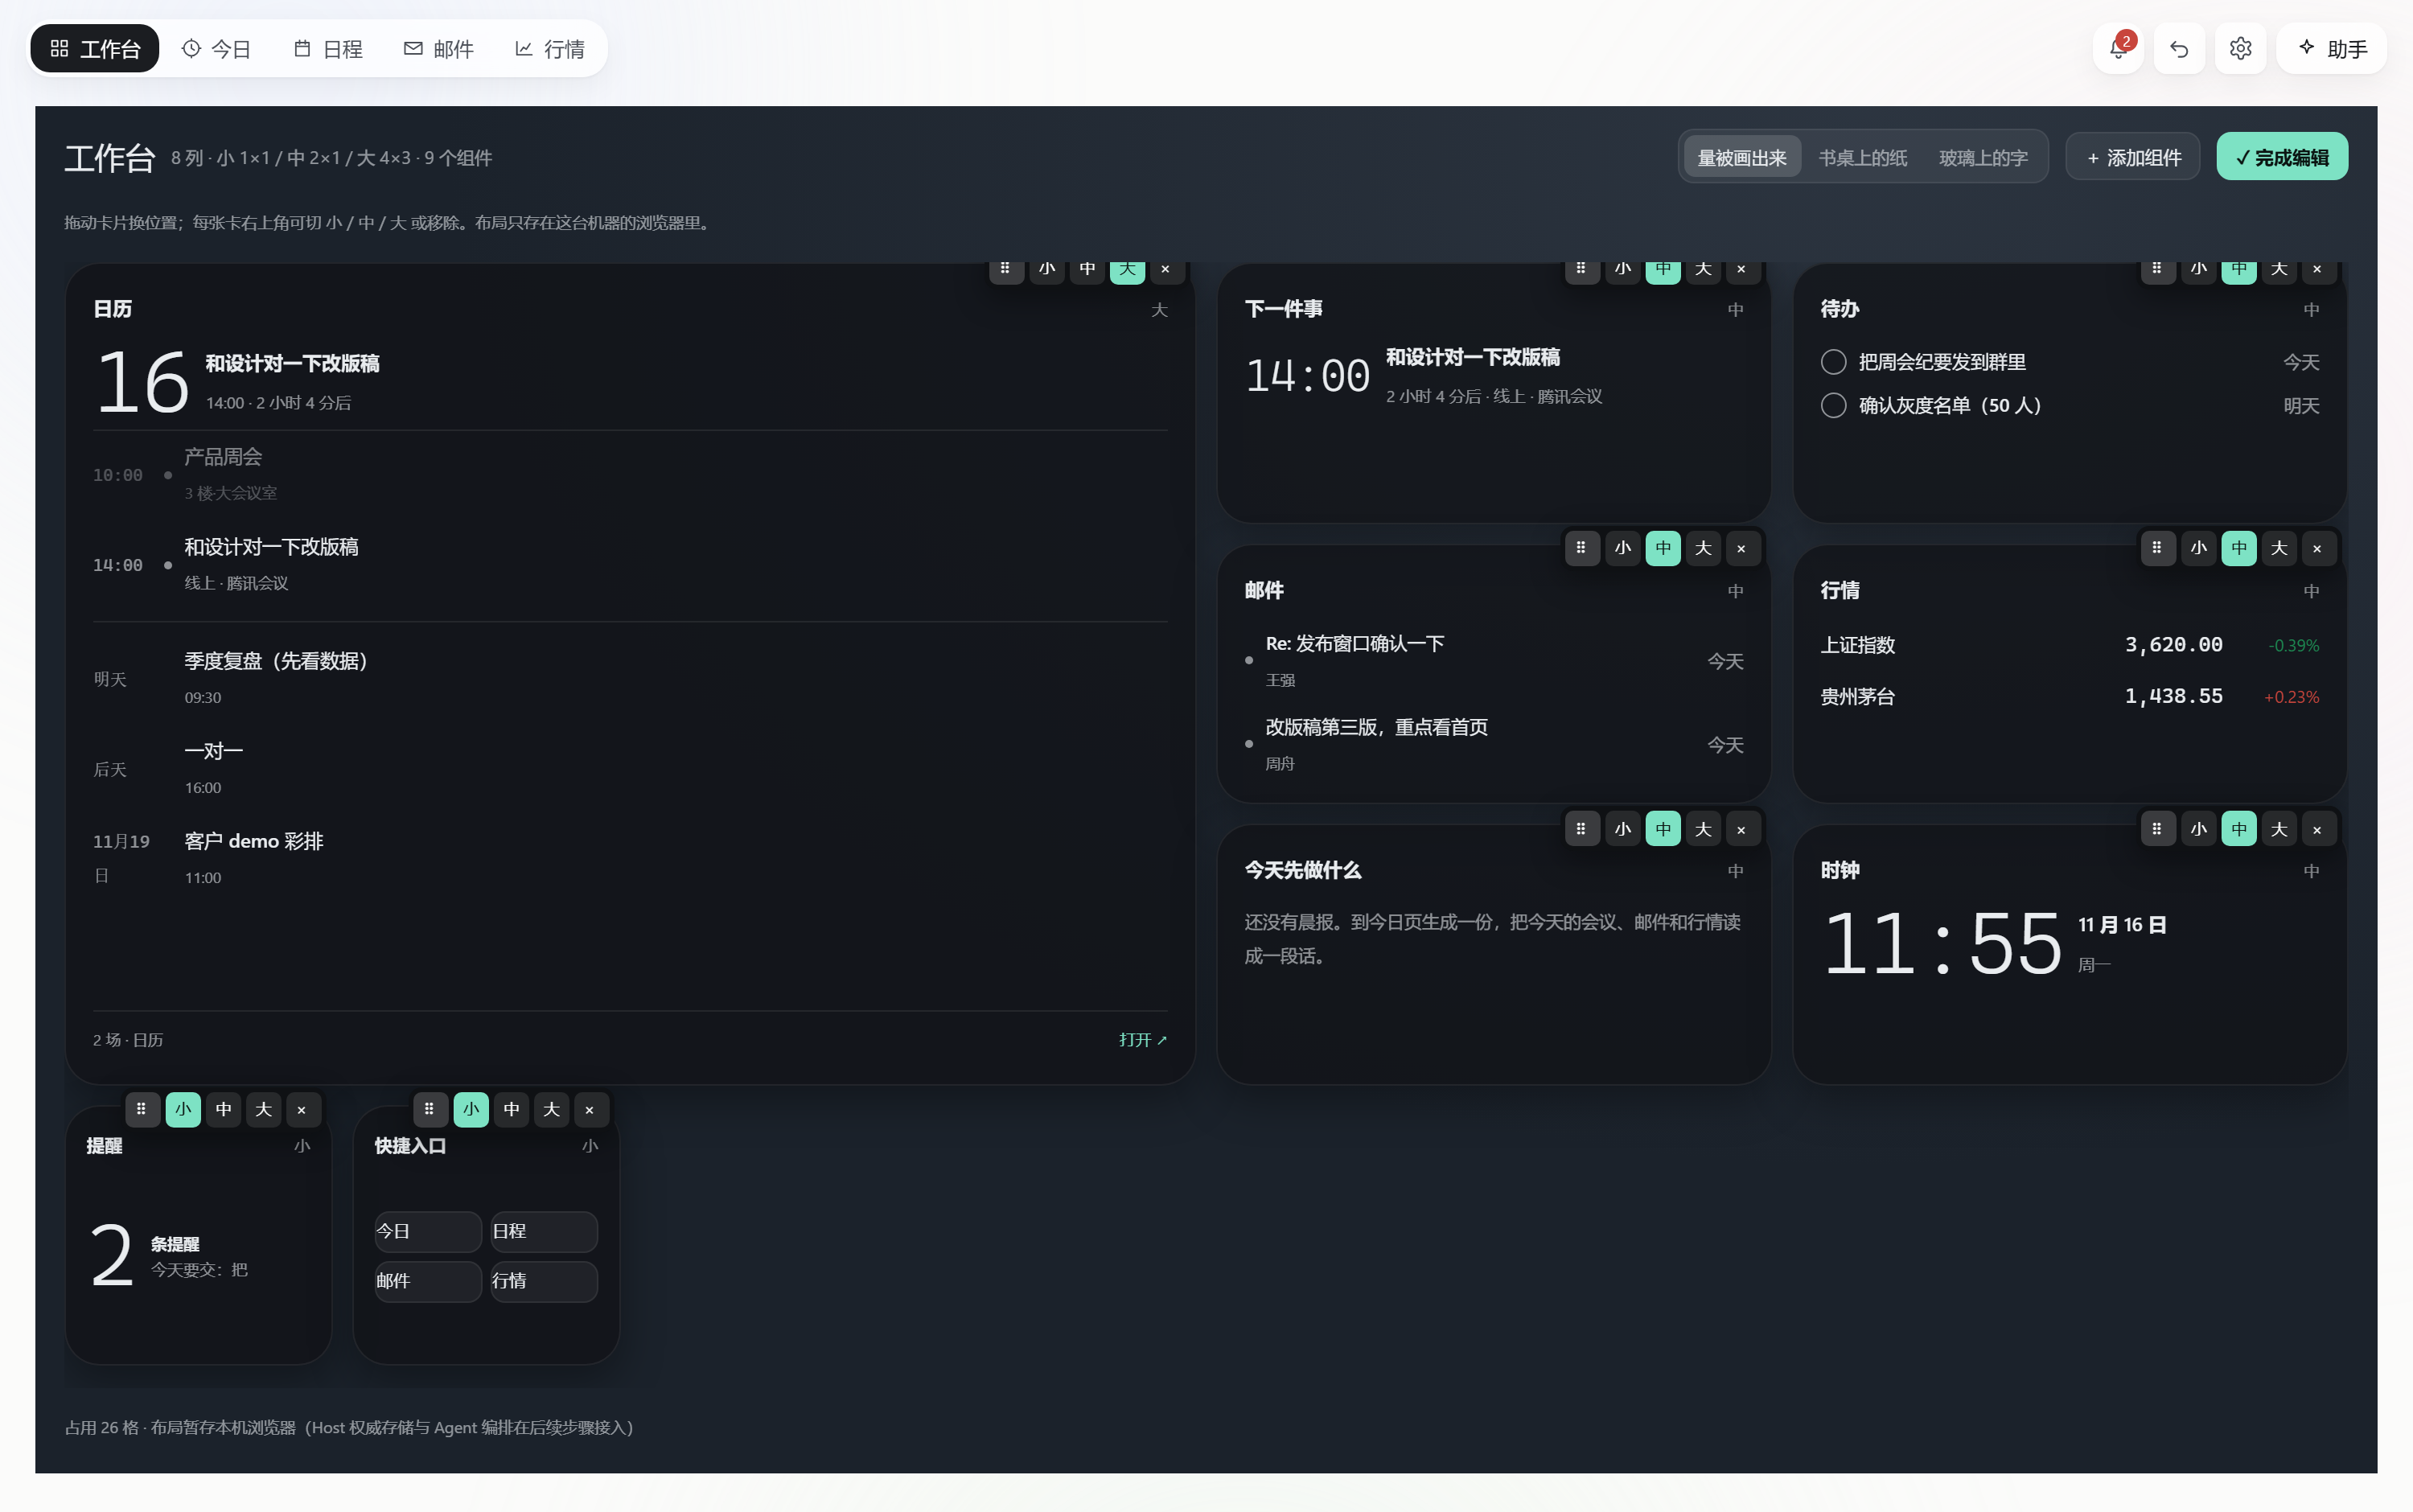 工作台
今日
日程
邮件
行情
2
助手
工作台
8 列 · 小 1×1 / 中 2×1 / 大 4×3 · 9 个组件
量被画出来
书桌上的纸
玻璃上的字
+ 添加组件
✓ 完成编辑
拖动卡片换位置；每张卡右上角可切 小 / 中 / 大 或移除。布局只存在这台机器的浏览器里。
小 中 大 ×
日历
大
16
和设计对一下改版稿
14:00 · 2 小时 4 分后
10:00
产品周会
3 楼大会议室
14:00
和设计对一下改版稿
线上 · 腾讯会议
明天
季度复盘（先看数据）
09:30
后天
一对一
16:00
11月19日
客户 demo 彩排
11:00
2 场 · 日历
打开 ↗
小 中 大 ×
下一件事
中
14:00
和设计对一下改版稿
2 小时 4 分后 · 线上 · 腾讯会议
小 中 大 ×
待办
中
把周会纪要发到群里
今天
确认灰度名单（50 人）
明天
小 中 大 ×
邮件
中
Re: 发布窗口确认一下
王强
今天
改版稿第三版，重点看首页
周舟
今天
小 中 大 ×
行情
中
上证指数
3,620.00
-0.39%
贵州茅台
1,438.55
+0.23%
小 中 大 ×
今天先做什么
中
还没有晨报。到今日页生成一份，把今天的会议、邮件和行情读
成一段话。
小 中 大 ×
时钟
中
11:55
11 月 16 日
周一
小 中 大 ×
提醒
小
2
条提醒
今天要交：把
小 中 大 ×
快捷入口
小
今日
日程
邮件
行情
占用 26 格 · 布局暂存本机浏览器（Host 权威存储与 Agent 编排在后续步骤接入）